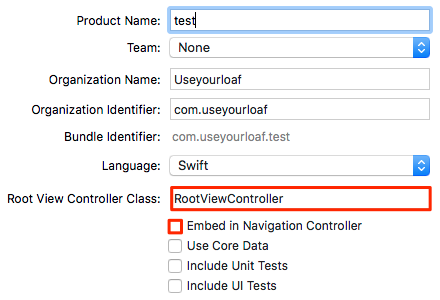 Product Name: test
Team: None
Organization Name: Useyourloaf
Organization Identifier: com.useyourloaf
Bundle Identifier: com.useyourloaf.test
Language: Swift
Root View Controller Class: RootViewController
Embed in Navigation Controller
Use Core Data
Include Unit Tests
Include UI Tests